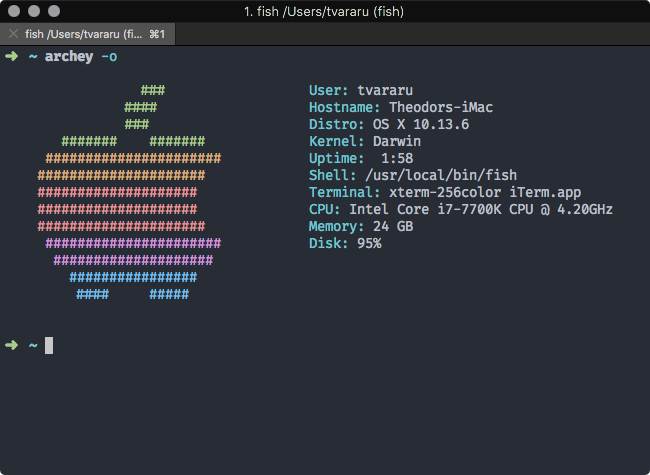 1. fish /Users/tvararu (fish)
fish /Users/tvararu (fi... ⌘1
➜ ~ archey -o
### User: tvararu
#### Hostname: Theodors-iMac
### Distro: OS X 10.13.6
####### ####### Kernel: Darwin
###################### Uptime: 1:58
##################### Shell: /usr/local/bin/fish
#################### Terminal: xterm-256color iTerm.app
#################### CPU: Intel Core i7-7700K CPU @ 4.20GHz
##################### Memory: 24 GB
###################### Disk: 95%
####################
################
#### #####
➜ ~